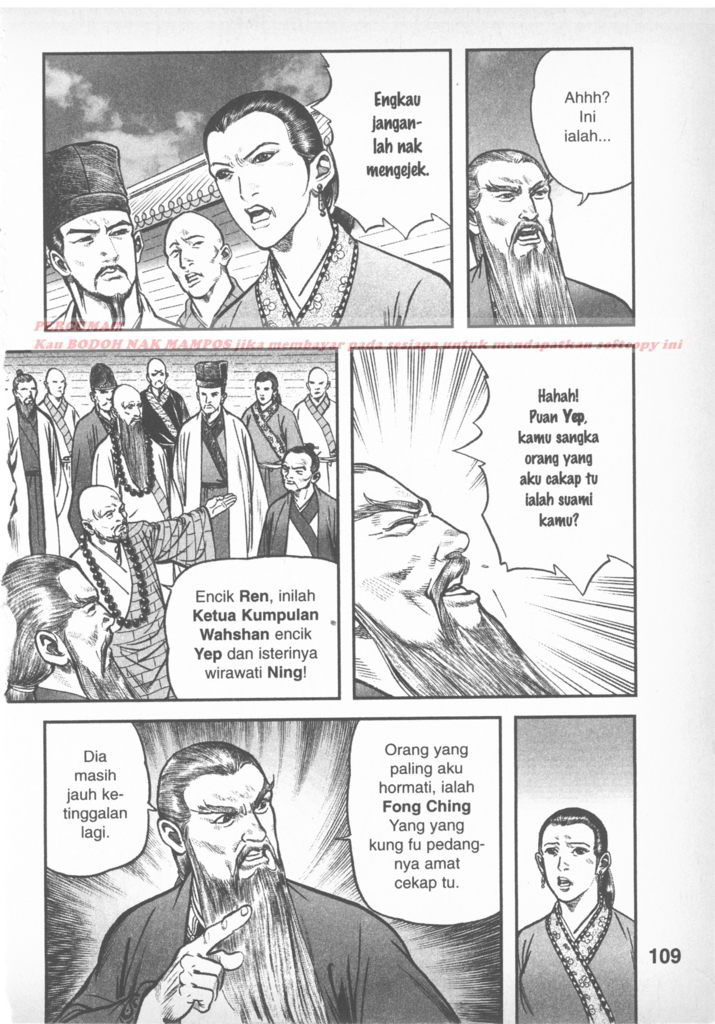 Engkau
jangan-
lah nak
mengejek.
Ahhh?
Ini
ialah...
Kau BODOH NAK MAMPOS jika membayar pada sesiapa untuk mendapatkan softcopy ini
Encik Ren, inilah
Ketua Kumpulan
Wahshan encik
Yep dan isterinya
wirawati Ning!
Hahah!
Puan Yep,
kamu sangka
orang yang
aku cakap tu
ialah suami
kamu?
Dia
masih
jauh ke-
tinggalan
lagi.
Orang yang
paling aku
hormati, ialah
Fong Ching
Yang yang
kung fu pedang-
nya amat
cekap tu.
109